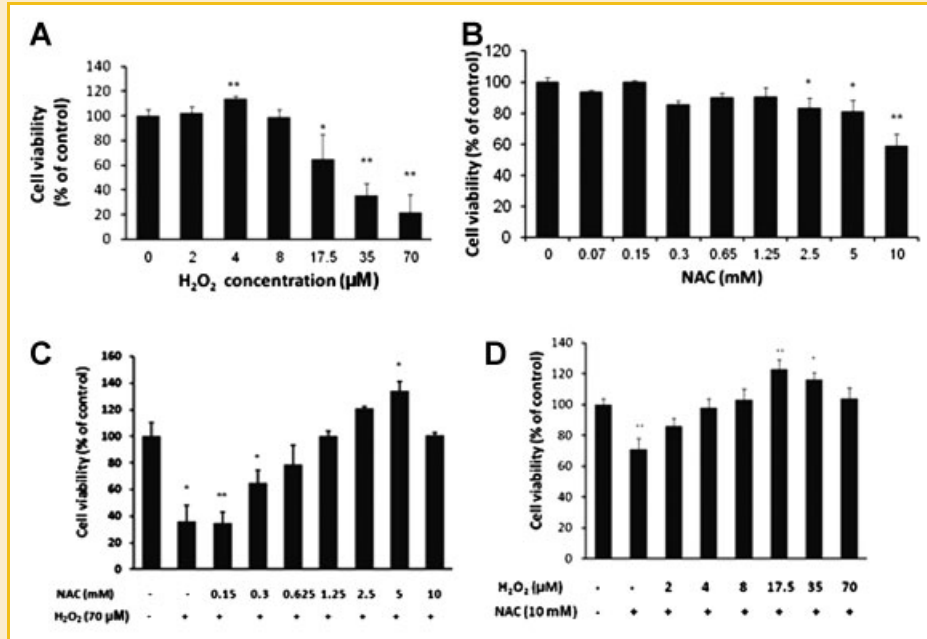 A
Cell viability
(% of control)
140
120
100
80
60
40
20
0
**
*
**
**
0 2 4 8 17.5 35 70
H₂O₂ concentration (µM)
B
Cell viability (% of control)
120
100
80
60
40
20
0
*
*
**
0 0.07 0.15 0.3 0.65 1.25 2.5 5 10
NAC (mM)
C
Cell viability (% of control)
160
140
120
100
80
60
40
20
0
*
**
*
*
NAC (mM) - - 0.15 0.3 0.625 1.25 2.5 5 10
H₂O₂ (70 µM) - + + + + + + + +
D
Cell viability (% of control)
140
120
100
80
60
40
20
0
**
**
*
H₂O₂ (µM) - - 2 4 8 17.5 35 70
NAC (10 mM) - + + + + + + +